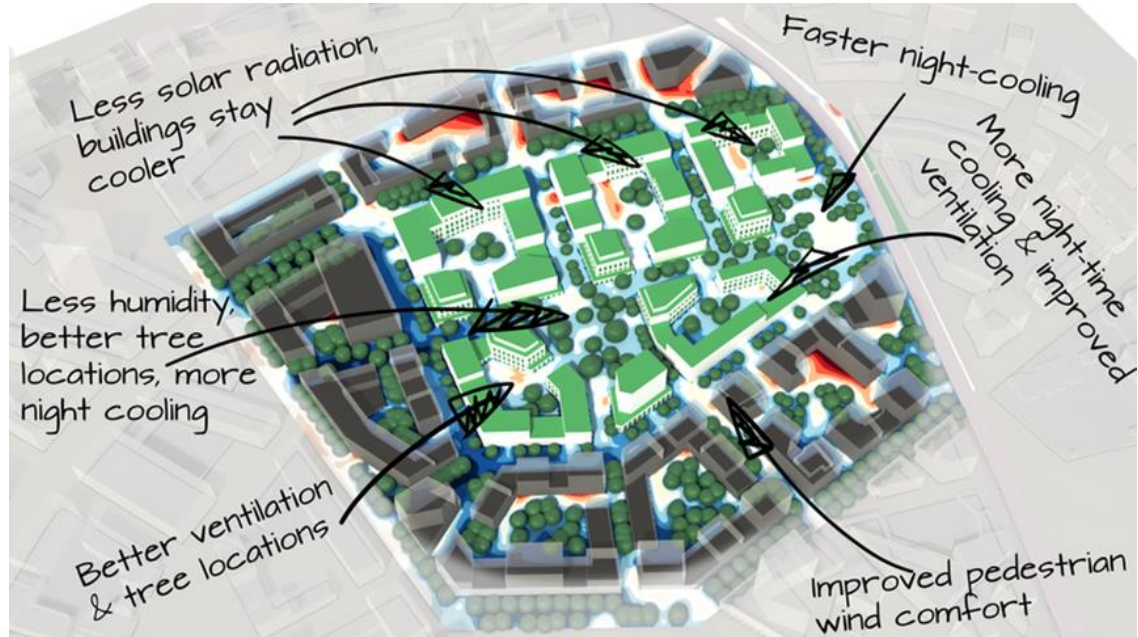 Less solar radiation,
buildings stay
cooler
Faster night-cooling
More night-time
cooling & improved
ventilation
Less humidity,
better tree
locations, more
night cooling
Better ventilation
& tree locations
Improved pedestrian
wind comfort